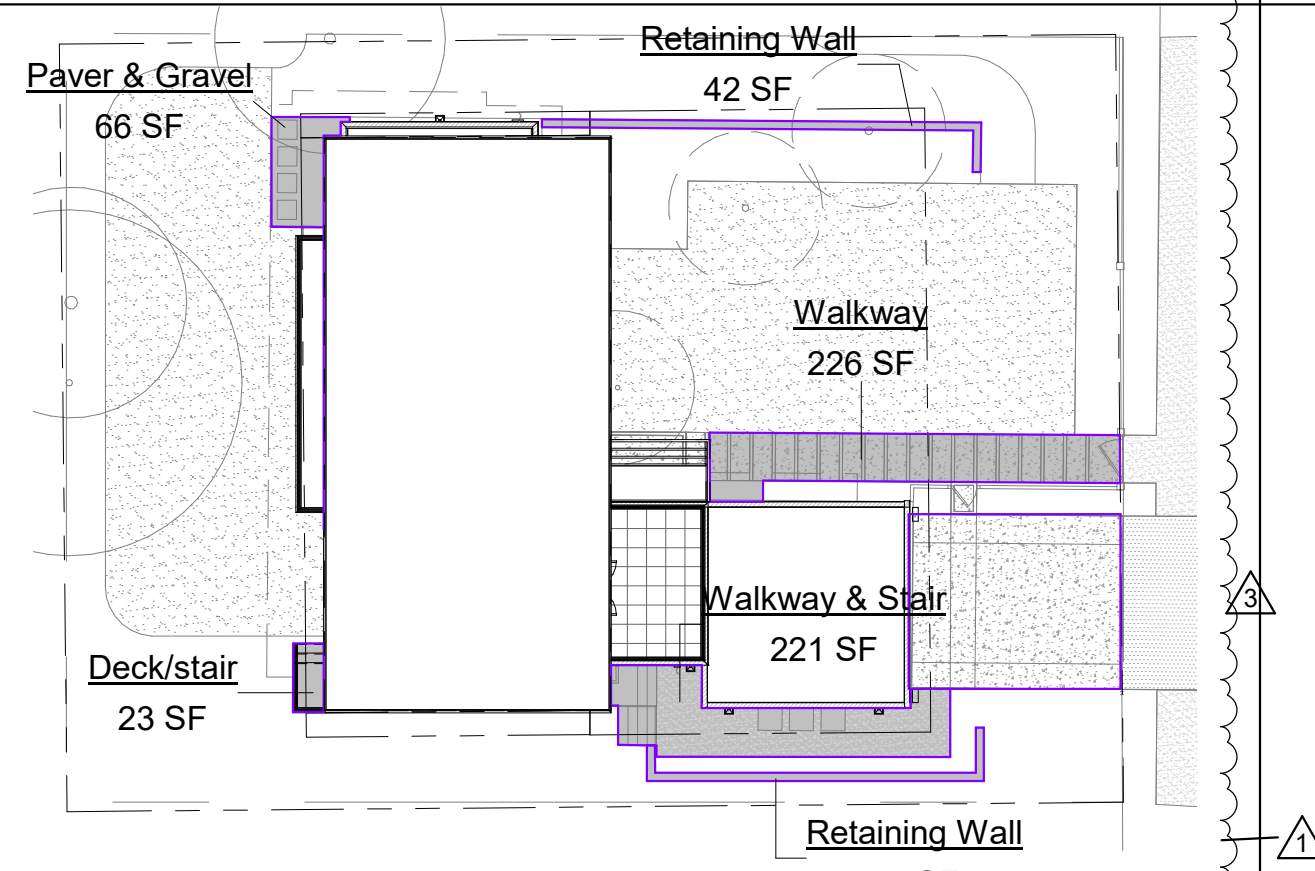 Retaining Wall
42 SF
Paver & Gravel
66 SF
Walkway
226 SF
Walkway & Stair
221 SF
3
Deck/stair
23 SF
Retaining Wall
1